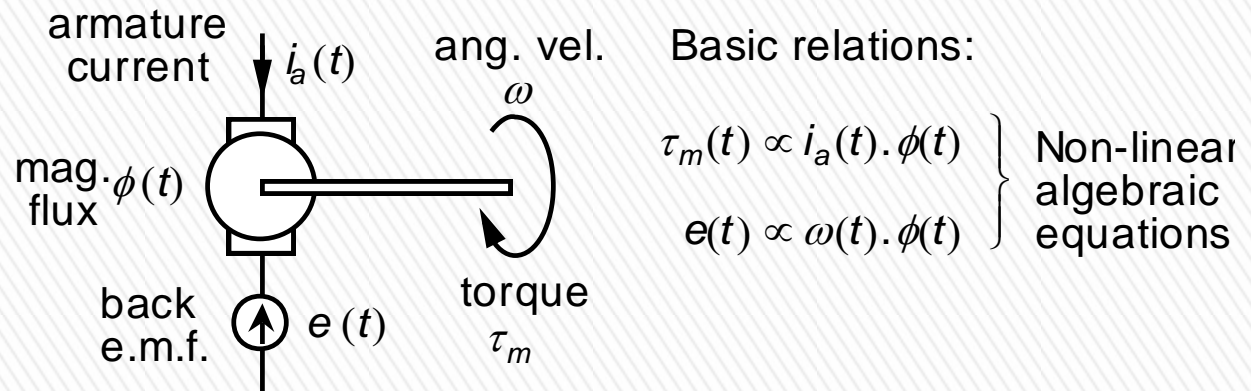 armature
current
i_a(t)
ang. vel.
ω
Basic relations:
mag.
flux
ϕ(t)
τ_m(t) ∝ i_a(t).ϕ(t)
e(t) ∝ ω(t).ϕ(t)
Non-linear
algebraic
equations
back
e.m.f.
e(t)
torque
τ_m